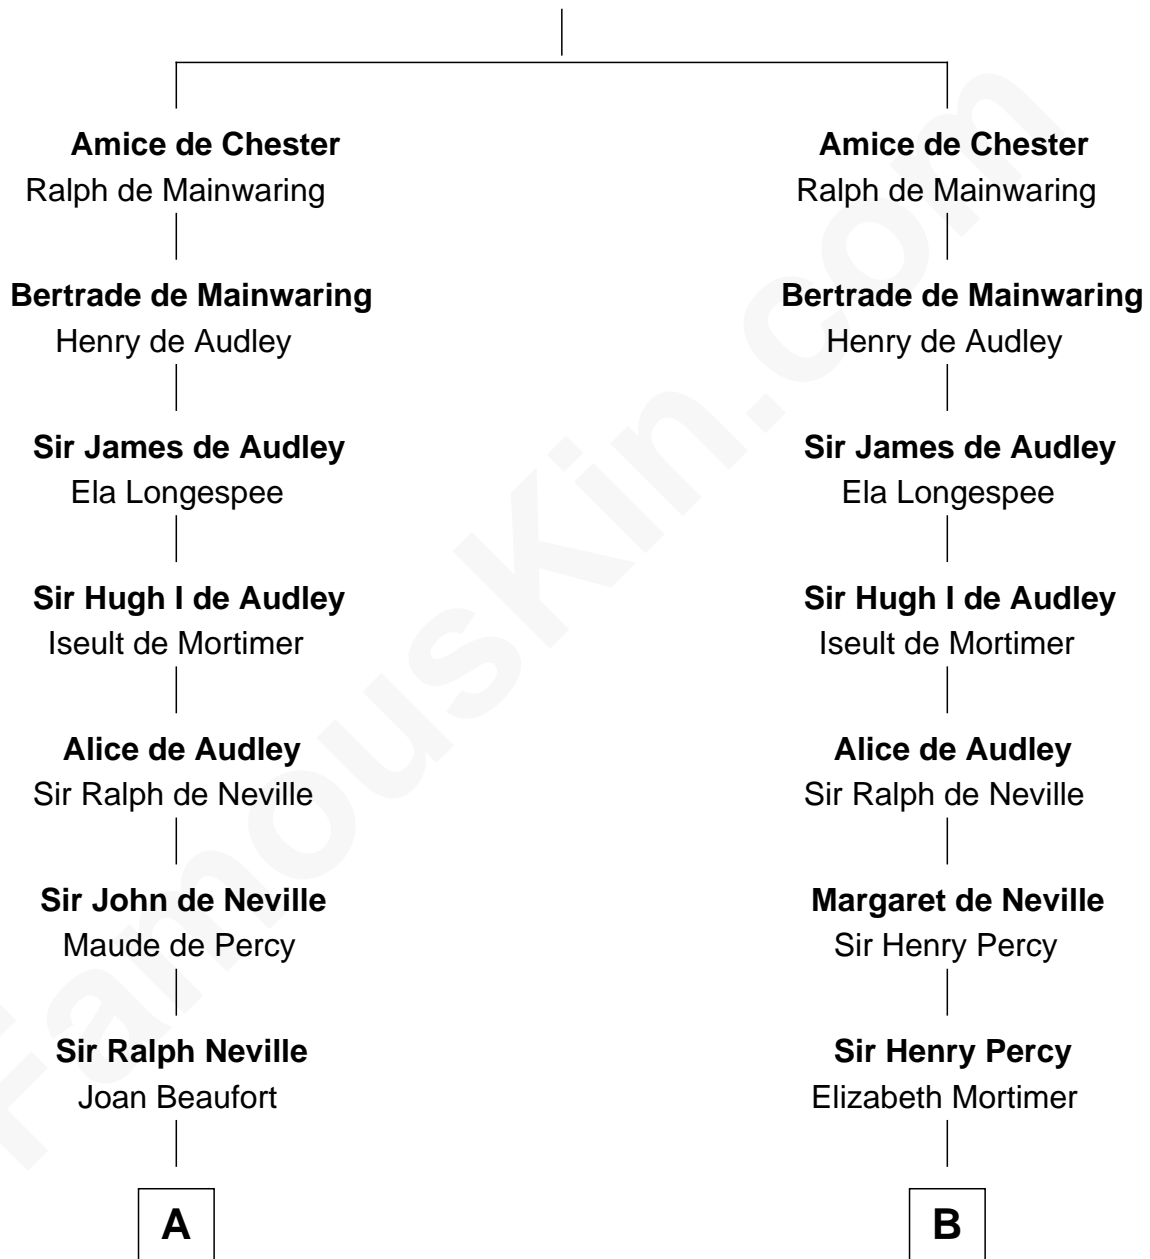 Amice de Chester
Ralph de Mainwaring
Bertrade de Mainwaring
Henry de Audley
Sir James de Audley
Ela Longespee
Sir Hugh I de Audley
Iseult de Mortimer
Alice de Audley
Sir Ralph de Neville
Sir John de Neville
Maude de Percy
Sir Ralph Neville
Joan Beaufort
A
Amice de Chester
Ralph de Mainwaring
Bertrade de Mainwaring
Henry de Audley
Sir James de Audley
Ela Longespee
Sir Hugh I de Audley
Iseult de Mortimer
Alice de Audley
Sir Ralph de Neville
Margaret de Neville
Sir Henry Percy
Sir Henry Percy
Elizabeth Mortimer
B
FamousKin.com